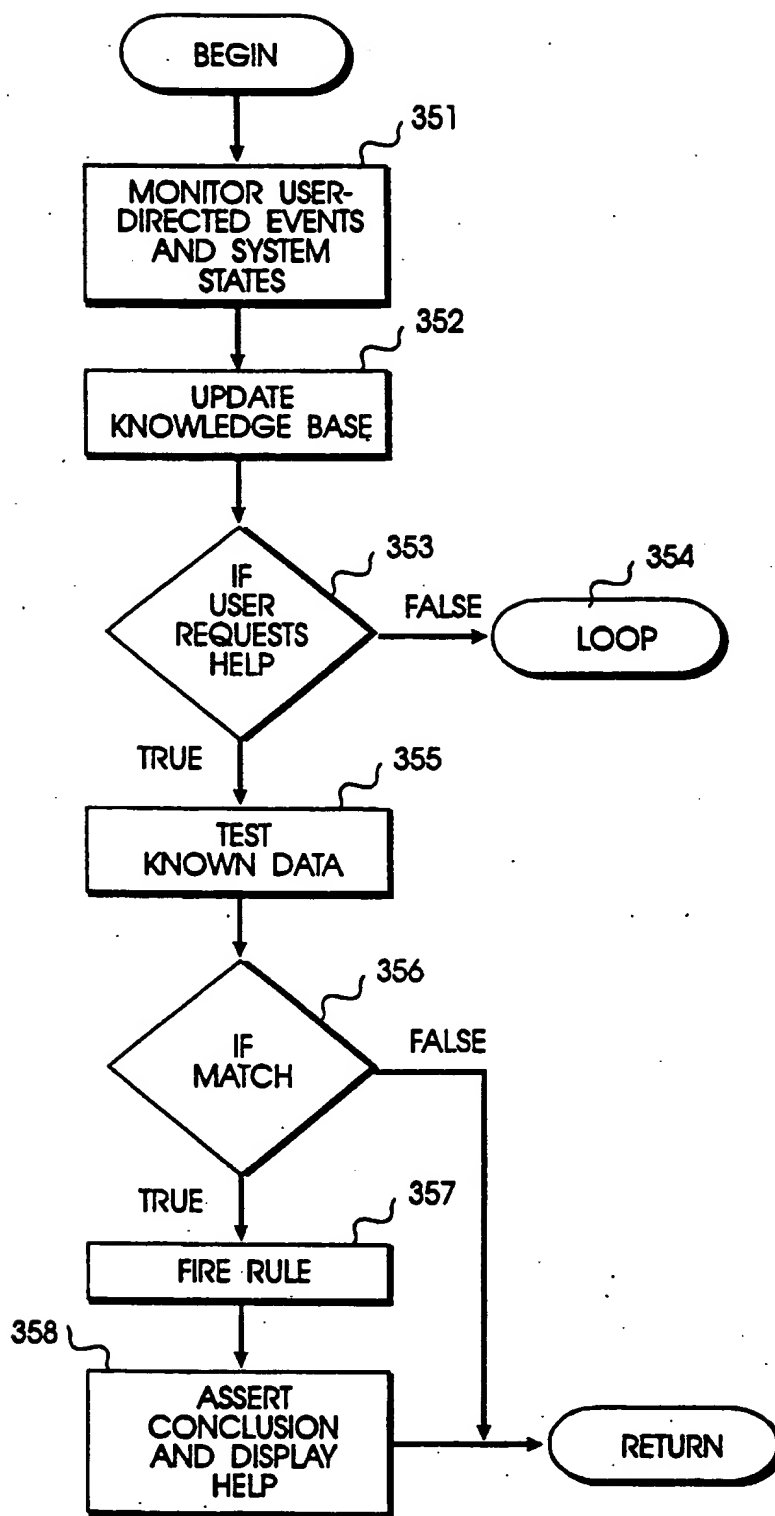 BEGIN
351
MONITOR USER-
DIRECTED EVENTS
AND SYSTEM
STATES
352
UPDATE
KNOWLEDGE BASE
353
IF
USER
REQUESTS
HELP
FALSE
354
LOOP
TRUE
355
TEST
KNOWN DATA
356
IF
MATCH
FALSE
TRUE
357
FIRE RULE
358
ASSERT
CONCLUSION
AND DISPLAY
HELP
RETURN